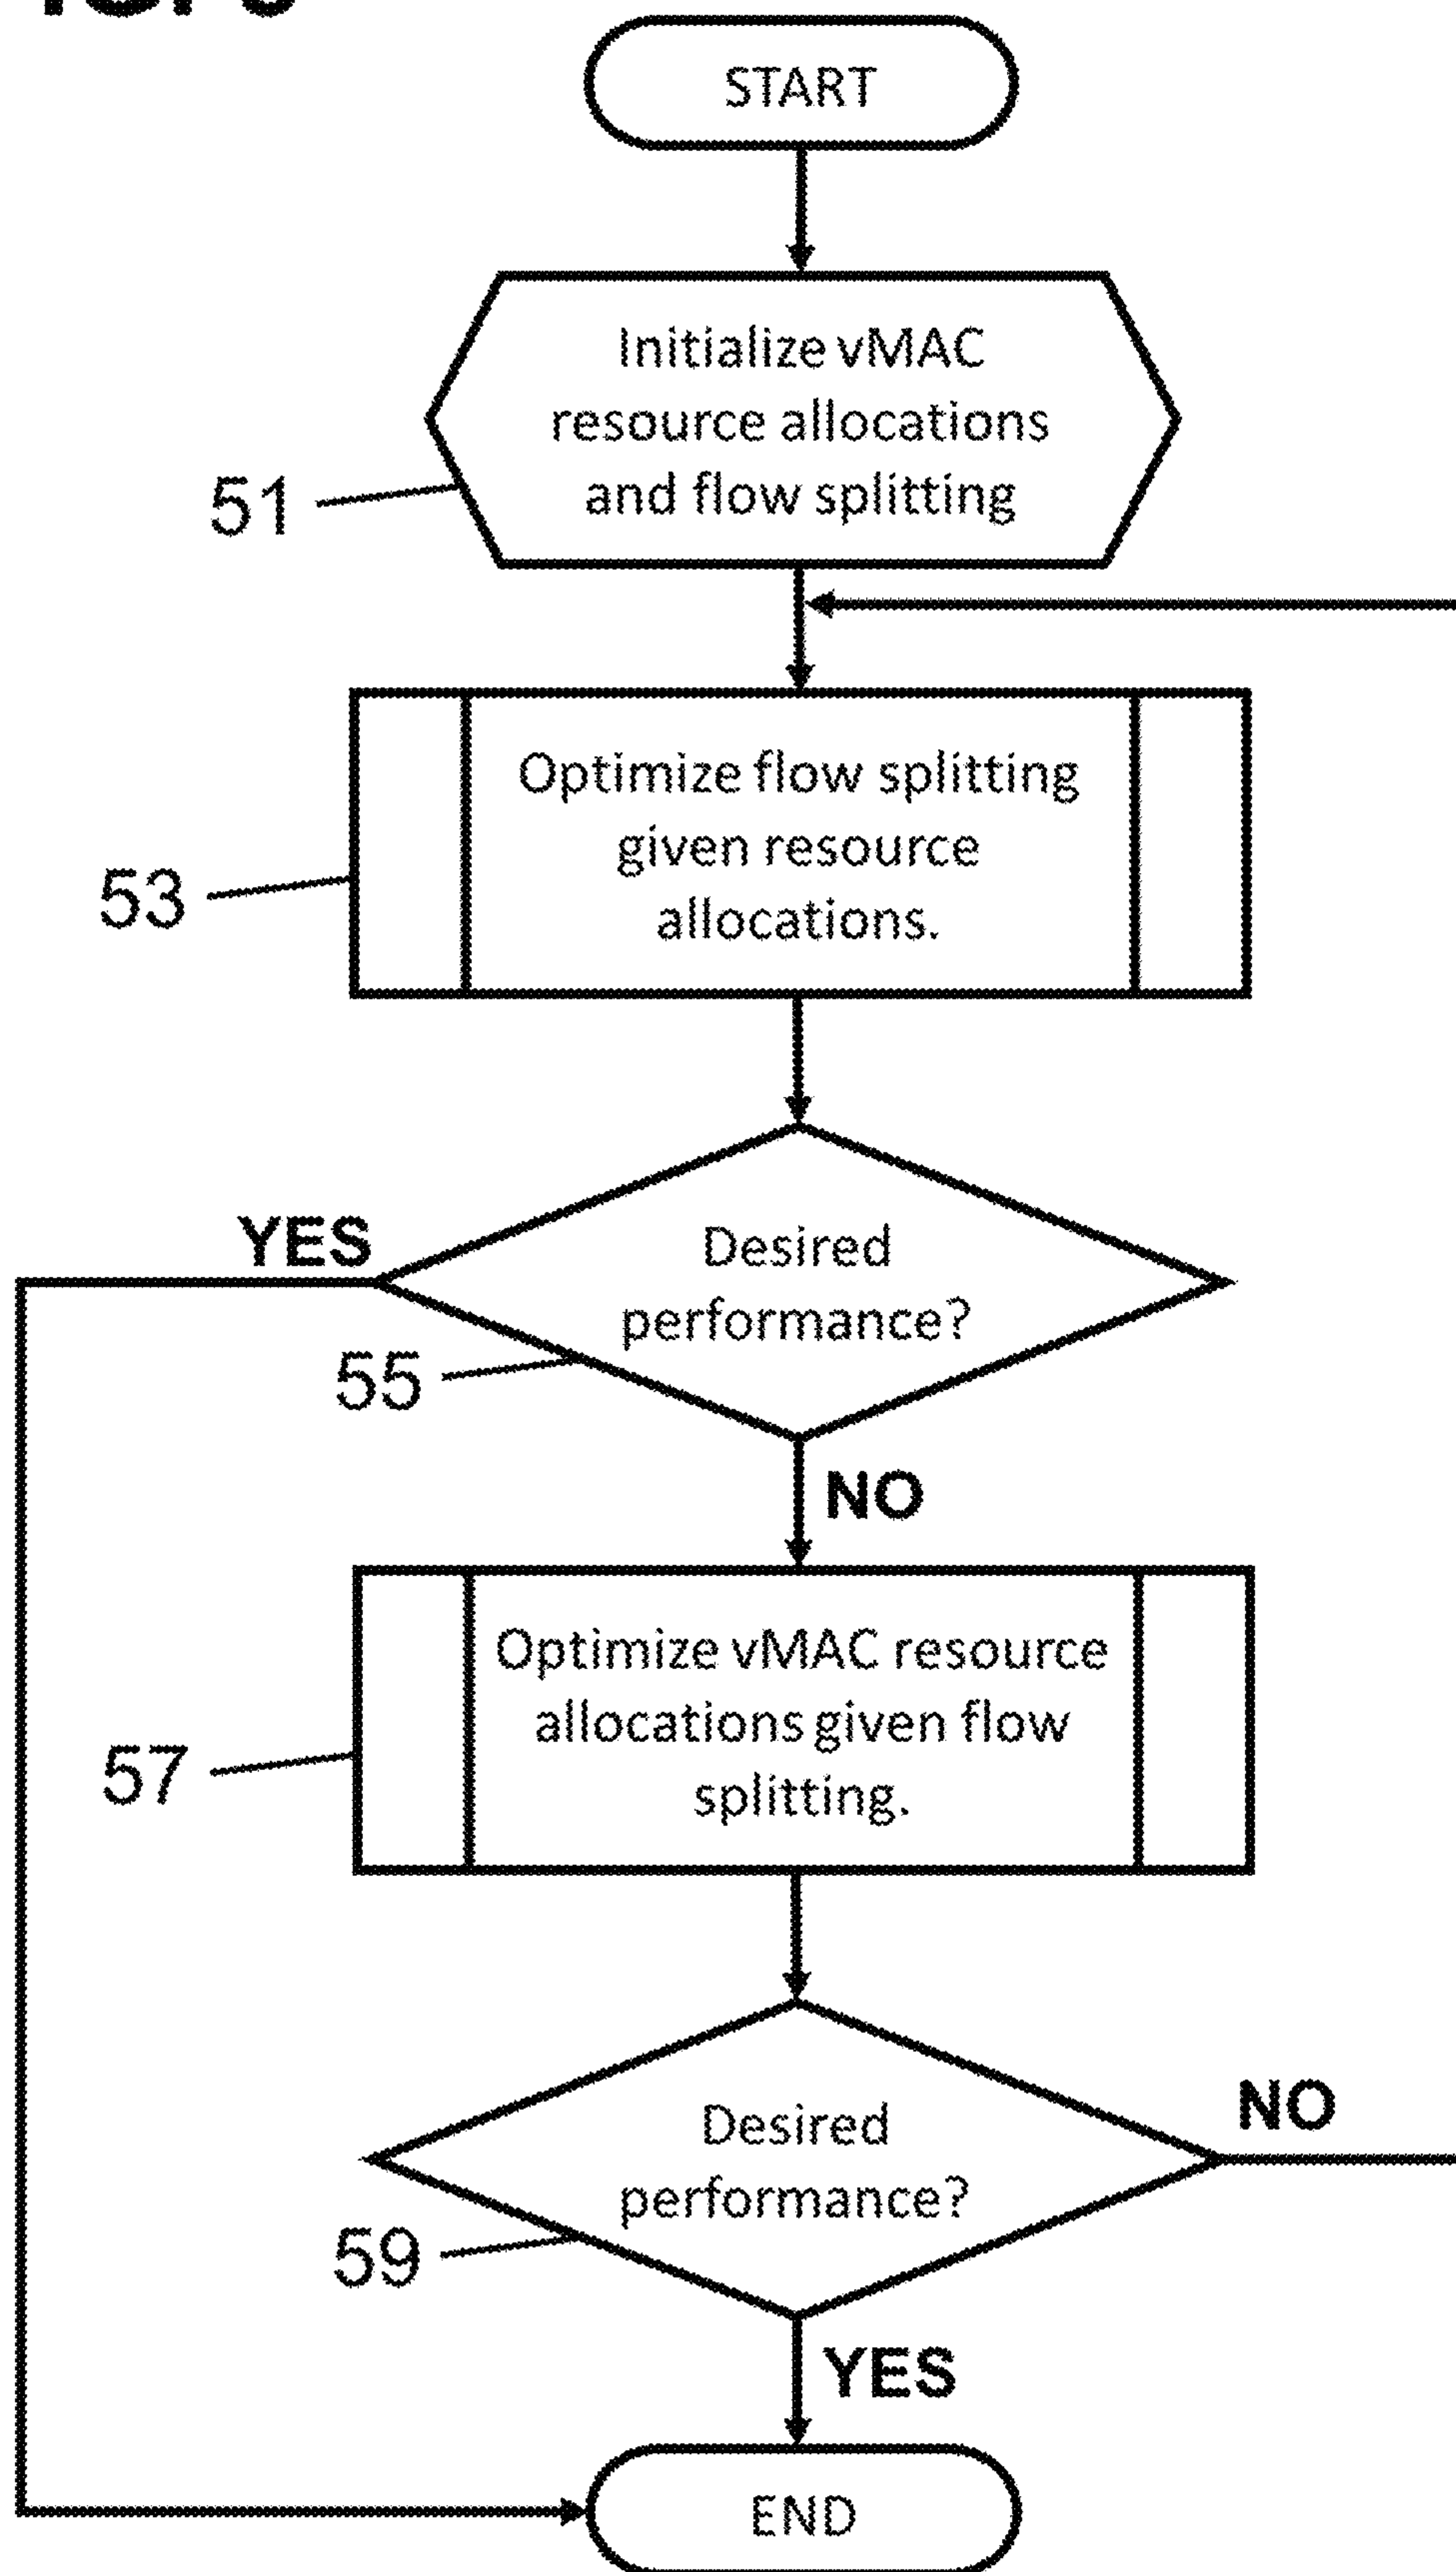 START
Initialize vMAC
resource allocations
and flow splitting
51
Optimize flow splitting
given resource
allocations.
53
YES
Desired
performance?
55
NO
Optimize vMAC resource
allocations given flow
splitting.
57
Desired
performance?
NO
59
YES
END